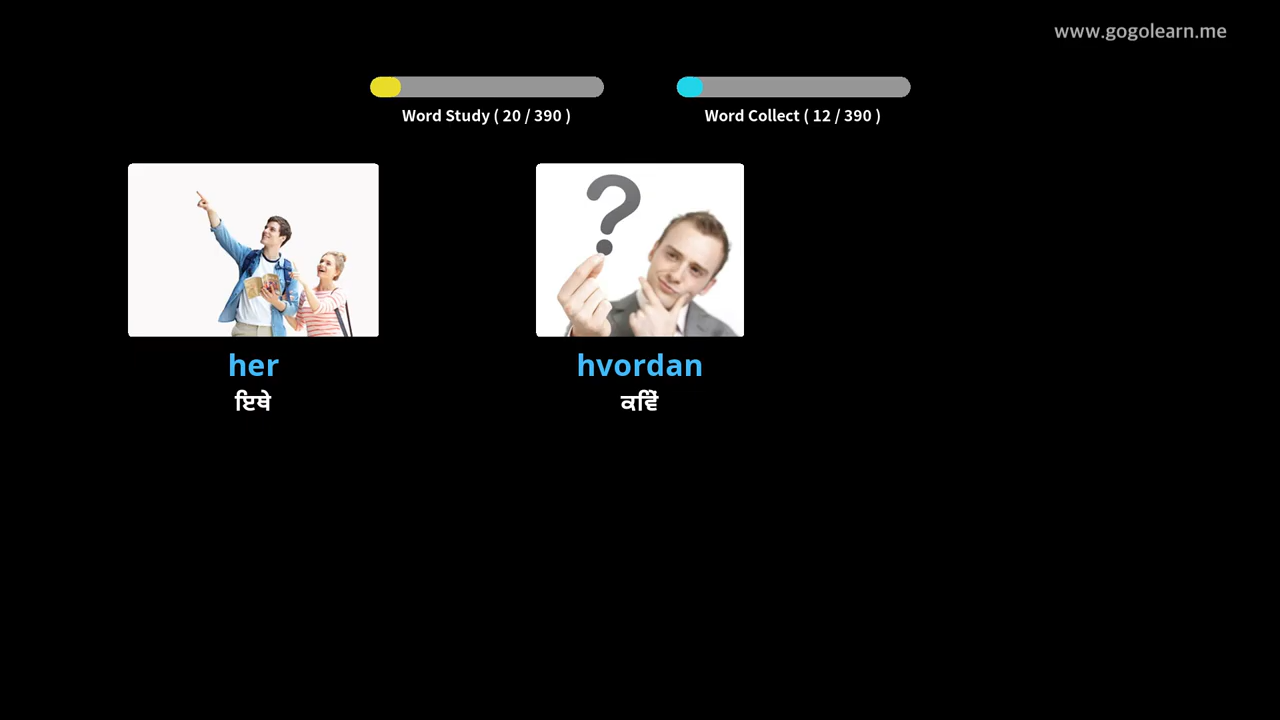 www.gogolearn.me
Word Study ( 20 / 390 )
Word Collect ( 12 / 390 )
her
hvordan
ਇਥੇ
ਕਵਿੇਂ